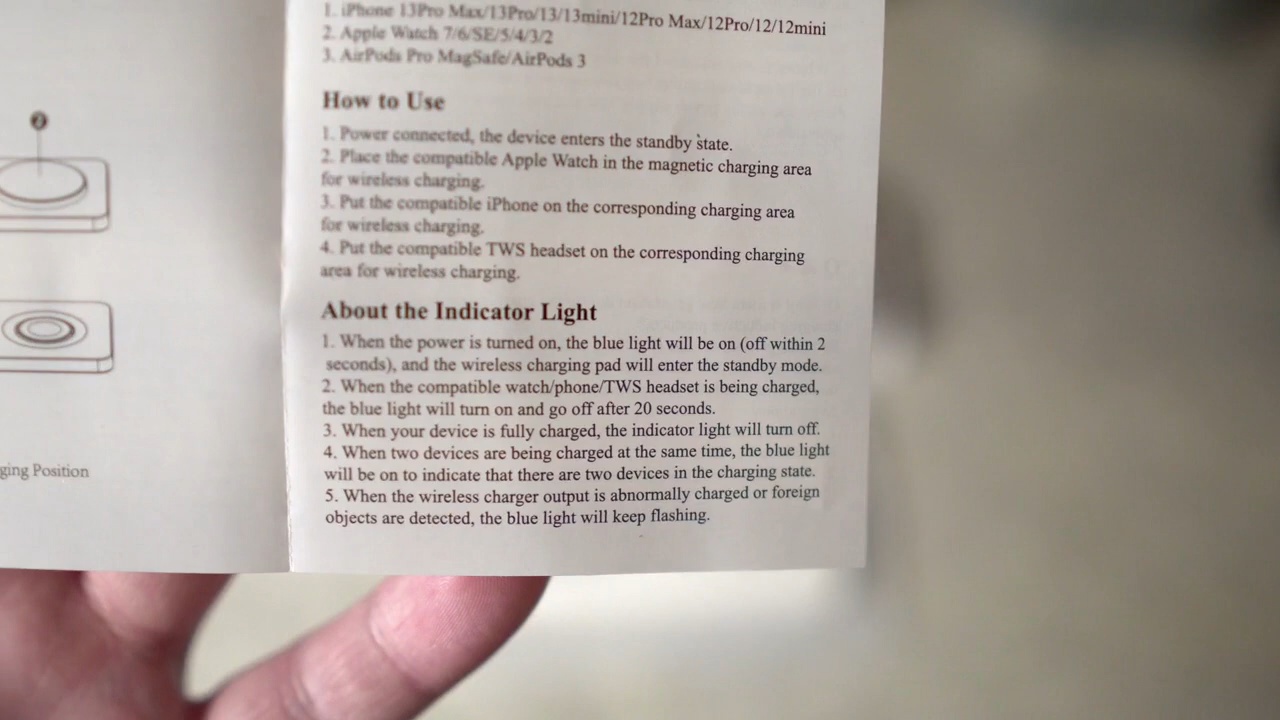 2
ging Position
1. iPhone 13Pro Max/13Pro/13/13mini/12Pro Max/12Pro/12/12mini
2. Apple Watch 7/6/SE/5/4/3/2
3. AirPods Pro MagSafe/AirPods 3
How to Use
1. Power connected, the device enters the standby state.
2. Place the compatible Apple Watch in the magnetic charging area
for wireless charging.
3. Put the compatible iPhone on the corresponding charging area
for wireless charging.
4. Put the compatible TWS headset on the corresponding charging
area for wireless charging.
About the Indicator Light
1. When the power is turned on, the blue light will be on (off within 2
seconds), and the wireless charging pad will enter the standby mode.
2. When the compatible watch/phone/TWS headset is being charged,
the blue light will turn on and go off after 20 seconds.
3. When your device is fully charged, the indicator light will turn off.
4. When two devices are being charged at the same time, the blue light
will be on to indicate that there are two devices in the charging state.
5. When the wireless charger output is abnormally charged or foreign
objects are detected, the blue light will keep flashing.